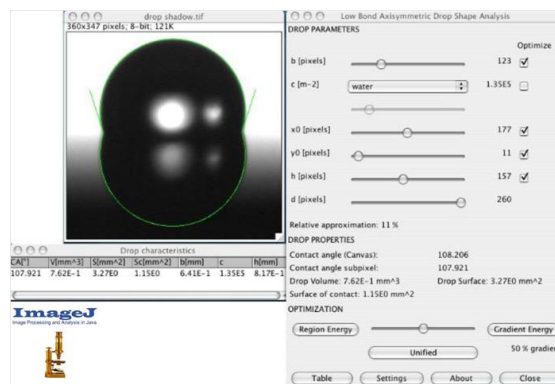 drop shadow.tif
360x347 pixels; 8-bit; 121K
Low Bond Axisymmetric Drop Shape Analysis
DROP PARAMETERS
Optimize
b [pixels] 123
c [m-2] water 1.35E5
x0 [pixels] 177
y0 [pixels] 11
h [pixels] 157
d [pixels] 260
Relative approximation: 11 %
DROP PROPERTIES
Contact angle (Canvas): 108.206
Contact angle subpixel: 107.921
Drop Volume: 7.62E-1 mm^3 Drop Surface: 3.27E0 mm^2
Surface of contact: 1.15E0 mm^2
OPTIMIZATION
Region Energy Gradient Energy
Unified 50 % gradie
Table Settings About Close
Drop characteristics
CA[°] V[mm^3] S[mm^2] Sc[mm^2] b[mm] c h[mm]
107.921 7.62E-1 3.27E0 1.15E0 6.41E-1 1.35E5 8.17E-1
ImageJ
Image Processing and Analysis in Java